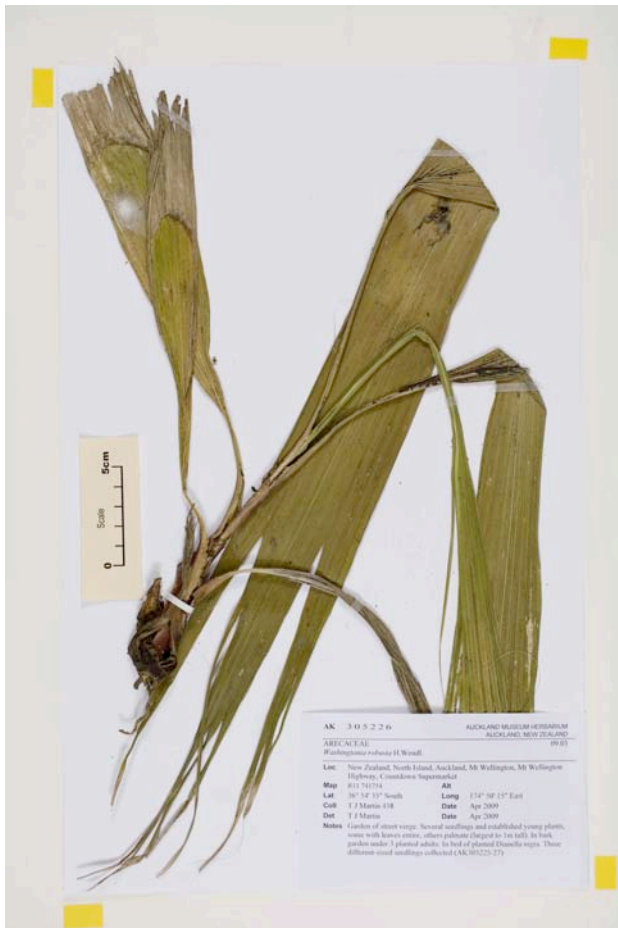 5cm
Scale
0
AK 305226 AUCKLAND MUSEUM HERBARIUM
AUCKLAND, NEW ZEALAND
ARECACEAE 09.03
Washingtonia robusta H.Wendl.
Loc New Zealand, North Island, Auckland, Mt Wellington, Mt Wellington
Highway, Countdown Supermarket
Map Alt
Lat 36° 54' 35" South Long 174° 50' 15" East
Coll T J Martin 438 Date Apr 2009
Det T J Martin Date Apr 2009
Notes Garden of street verge. Several seedlings and established young plants,
some with leaves entire, others palmate (largest to 1m tall). In bark
garden under 3 planted adults. In bed of planted Dianella nigra. Three
different sized seedlings collected (AK305225-27)